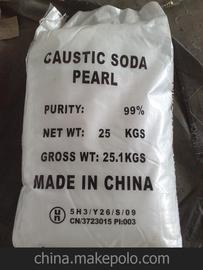 CAUSTIC SODA
PEARL
PURITY: 99%
NET WT: 25 KGS
GROSS WT: 25.1KGS
MADE IN CHINA
un 5H3/Y26/S/09
CN/3723015 PI:003
china.makepolo.com